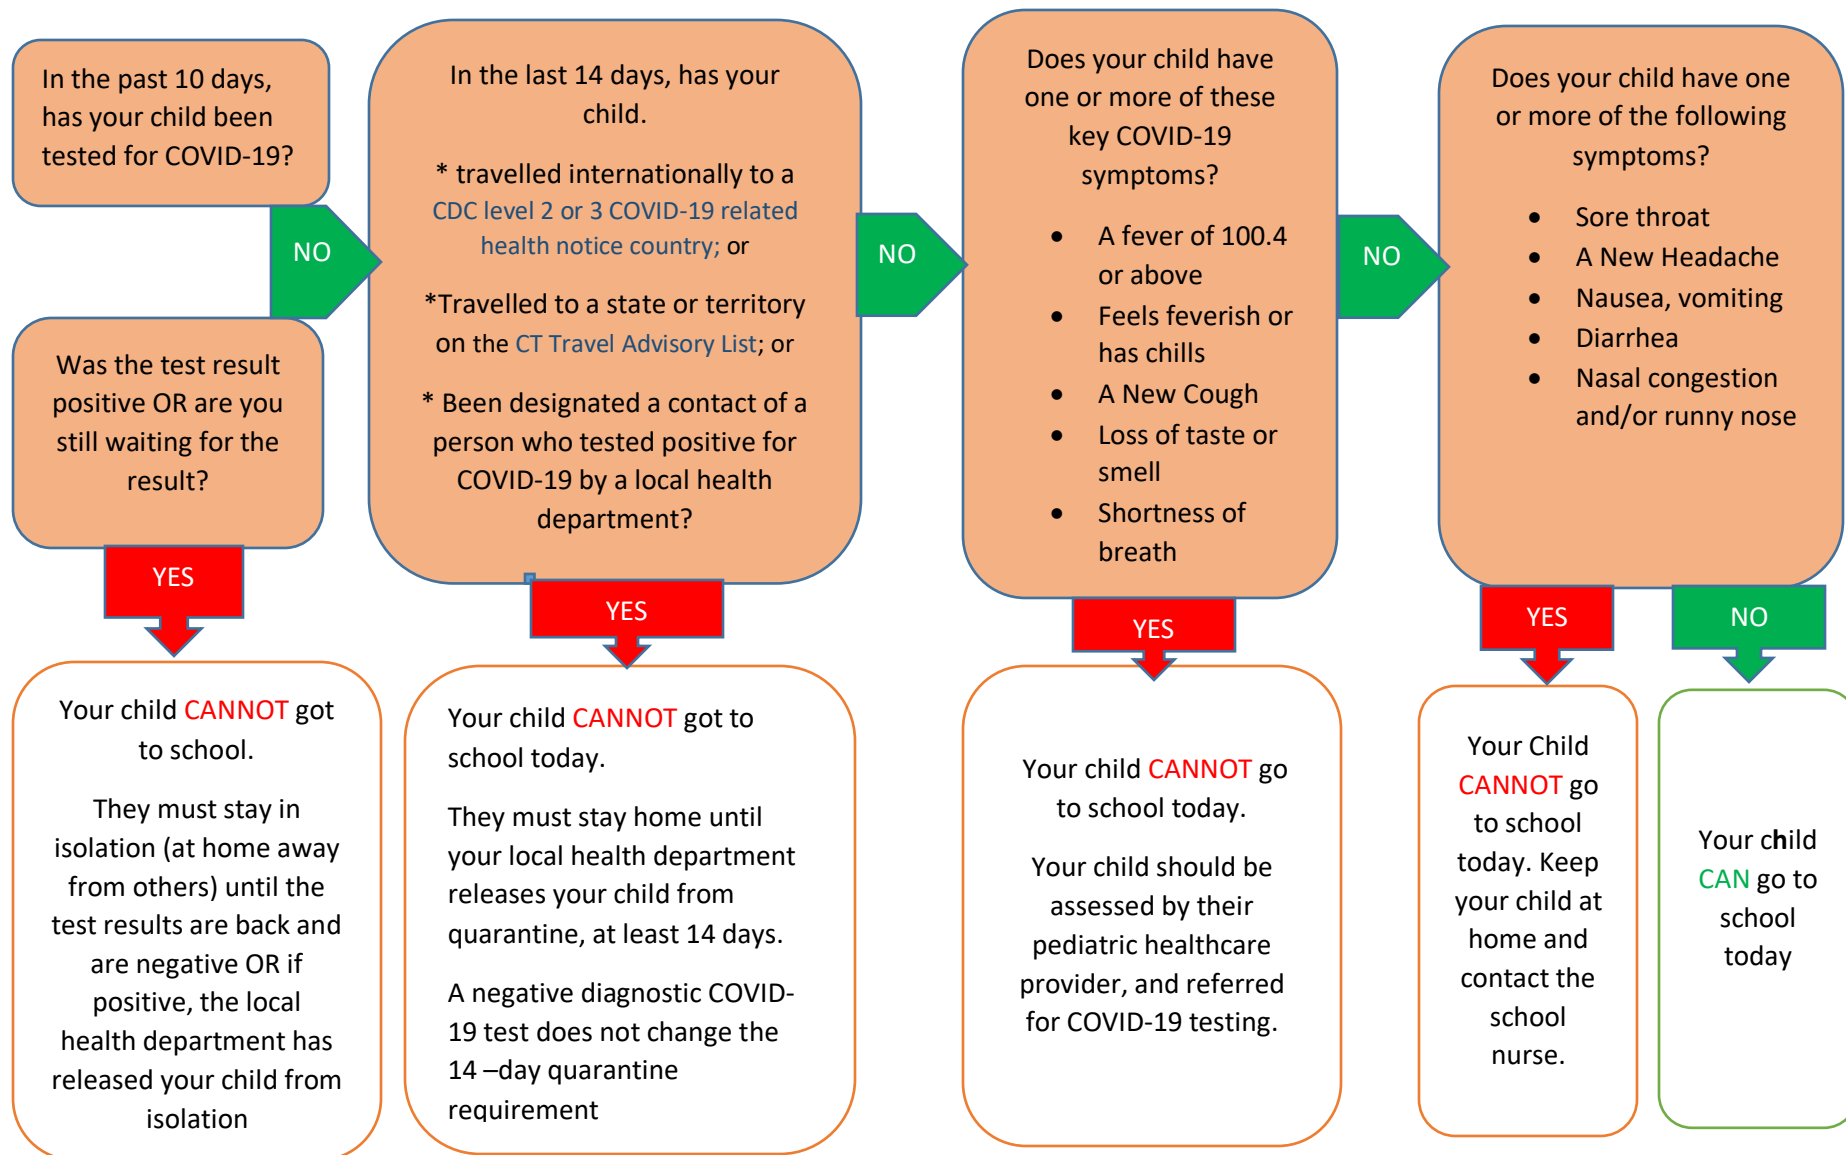 In the past 10 days,
has your child been
tested for COVID-19?
NO
Was the test result
positive OR are you
still waiting for the
result?
YES
Your child CANNOT got
to school.
They must stay in
isolation (at home away
from others) until the
test results are back and
are negative OR if
positive, the local
health department has
released your child from
isolation
In the last 14 days, has your
child.
* travelled internationally to a
CDC level 2 or 3 COVID-19 related
health notice country; or
*Travelled to a state or territory
on the CT Travel Advisory List; or
* Been designated a contact of a
person who tested positive for
COVID-19 by a local health
department?
NO
YES
Your child CANNOT got to
school today.
They must stay home until
your local health department
releases your child from
quarantine, at least 14 days.
A negative diagnostic COVID-
19 test does not change the
14 –day quarantine
requirement
Does your child have
one or more of these
key COVID-19
symptoms?
• A fever of 100.4
or above
• Feels feverish or
has chills
• A New Cough
• Loss of taste or
smell
• Shortness of
breath
NO
YES
Your child CANNOT go
to school today.
Your child should be
assessed by their
pediatric healthcare
provider, and referred
for COVID-19 testing.
Does your child have one
or more of the following
symptoms?
• Sore throat
• A New Headache
• Nausea, vomiting
• Diarrhea
• Nasal congestion
and/or runny nose
YES
Your Child
CANNOT go
to school
today. Keep
your child at
home and
contact the
school
nurse.
NO
Your child
CAN go to
school
today